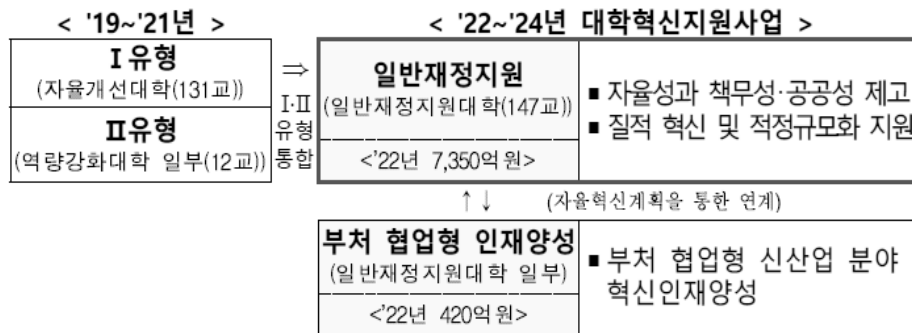 < '19~'21년 >
< '22~'24년 대학혁신지원사업 >
Ⅰ유형
(자율개선대학(131교))
Ⅱ유형
(역량강화대학 일부(12교))
⇒
Ⅰ·Ⅱ
유형
통합
일반재정지원
(일반재정지원대학(147교))
<'22년 7,350억원>
▪ 자율성과 책무성·공공성 제고
▪ 질적 혁신 및 적정규모화 지원
↑↓ (자율혁신계획을 통한 연계)
부처 협업형 인재양성
(일반재정지원대학 일부)
<'22년 420억원>
▪ 부처 협업형 신산업 분야
혁신인재양성